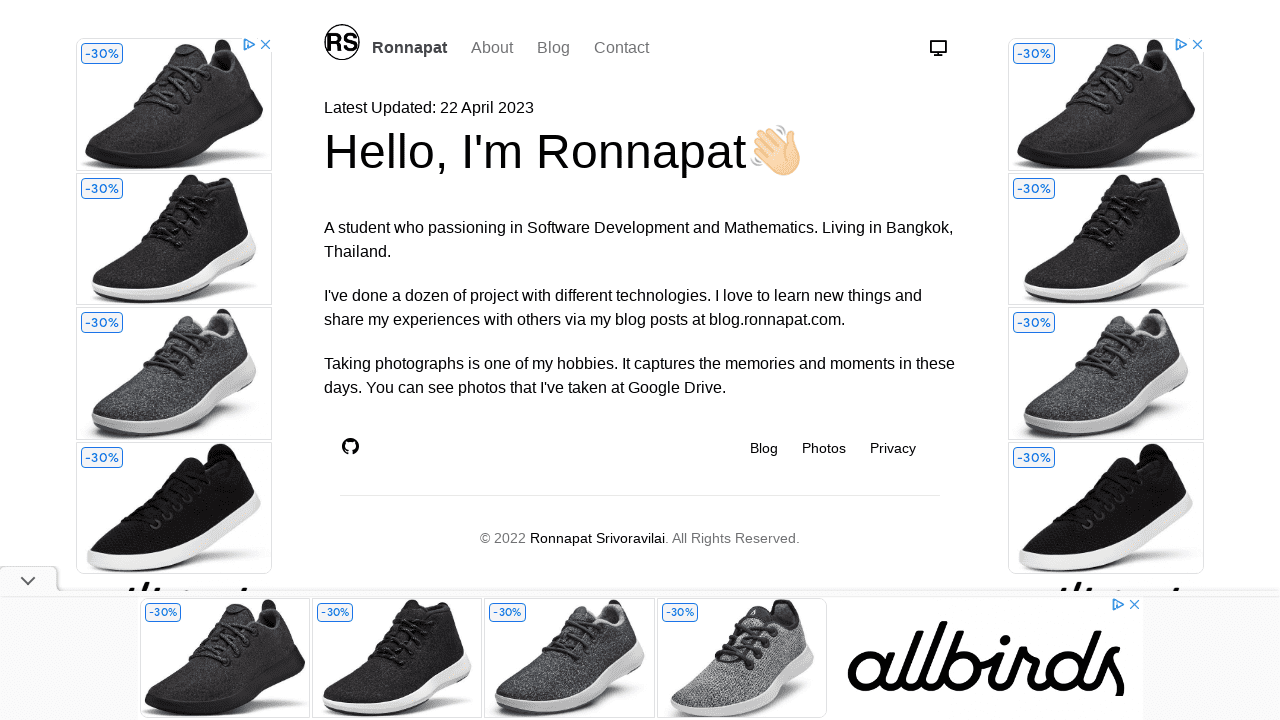 RS
Ronnapat About Blog Contact
Latest Updated: 22 April 2023
Hello, I'm Ronnapat👋🏻
A student who passioning in Software Development and Mathematics. Living in Bangkok,
Thailand.
I've done a dozen of project with different technologies. I love to learn new things and
share my experiences with others via my blog posts at blog.ronnapat.com.
Taking photographs is one of my hobbies. It captures the memories and moments in these
days. You can see photos that I've taken at Google Drive.
Blog Photos Privacy
© 2022 Ronnapat Srivoravilai. All Rights Reserved.
-30%
-30%
-30%
-30%
-30%
-30%
-30%
-30%
-30%
-30%
-30%
-30%
allbirds